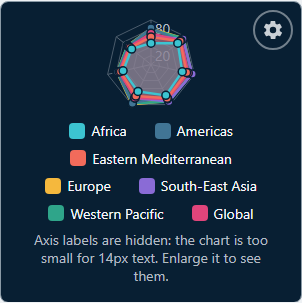 80
20
Africa Americas
Eastern Mediterranean
Europe South-East Asia
Western Pacific Global
Axis labels are hidden: the chart is too
small for 14px text. Enlarge it to see
them.